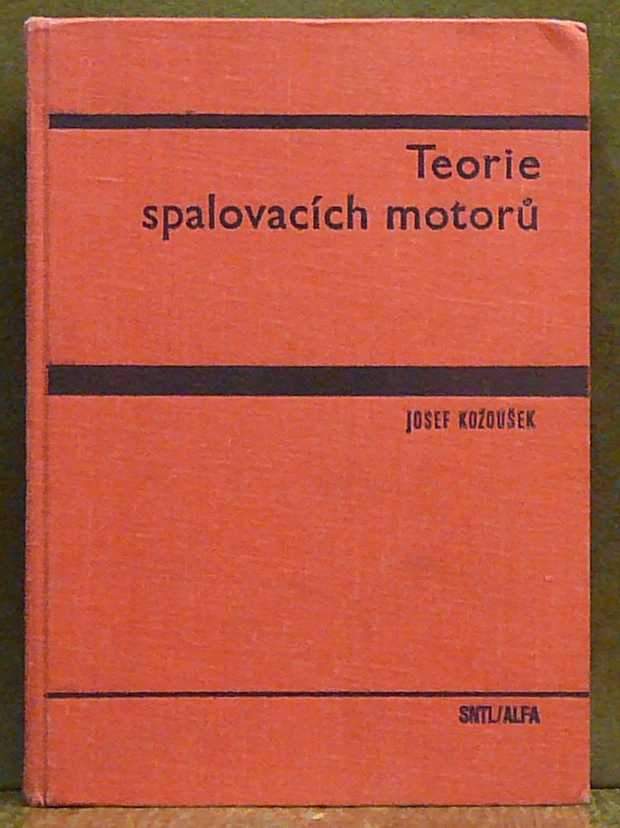 Teorie
spalovacích motorů
JOSEF KOŽOUŠEK
SNTL/ALFA